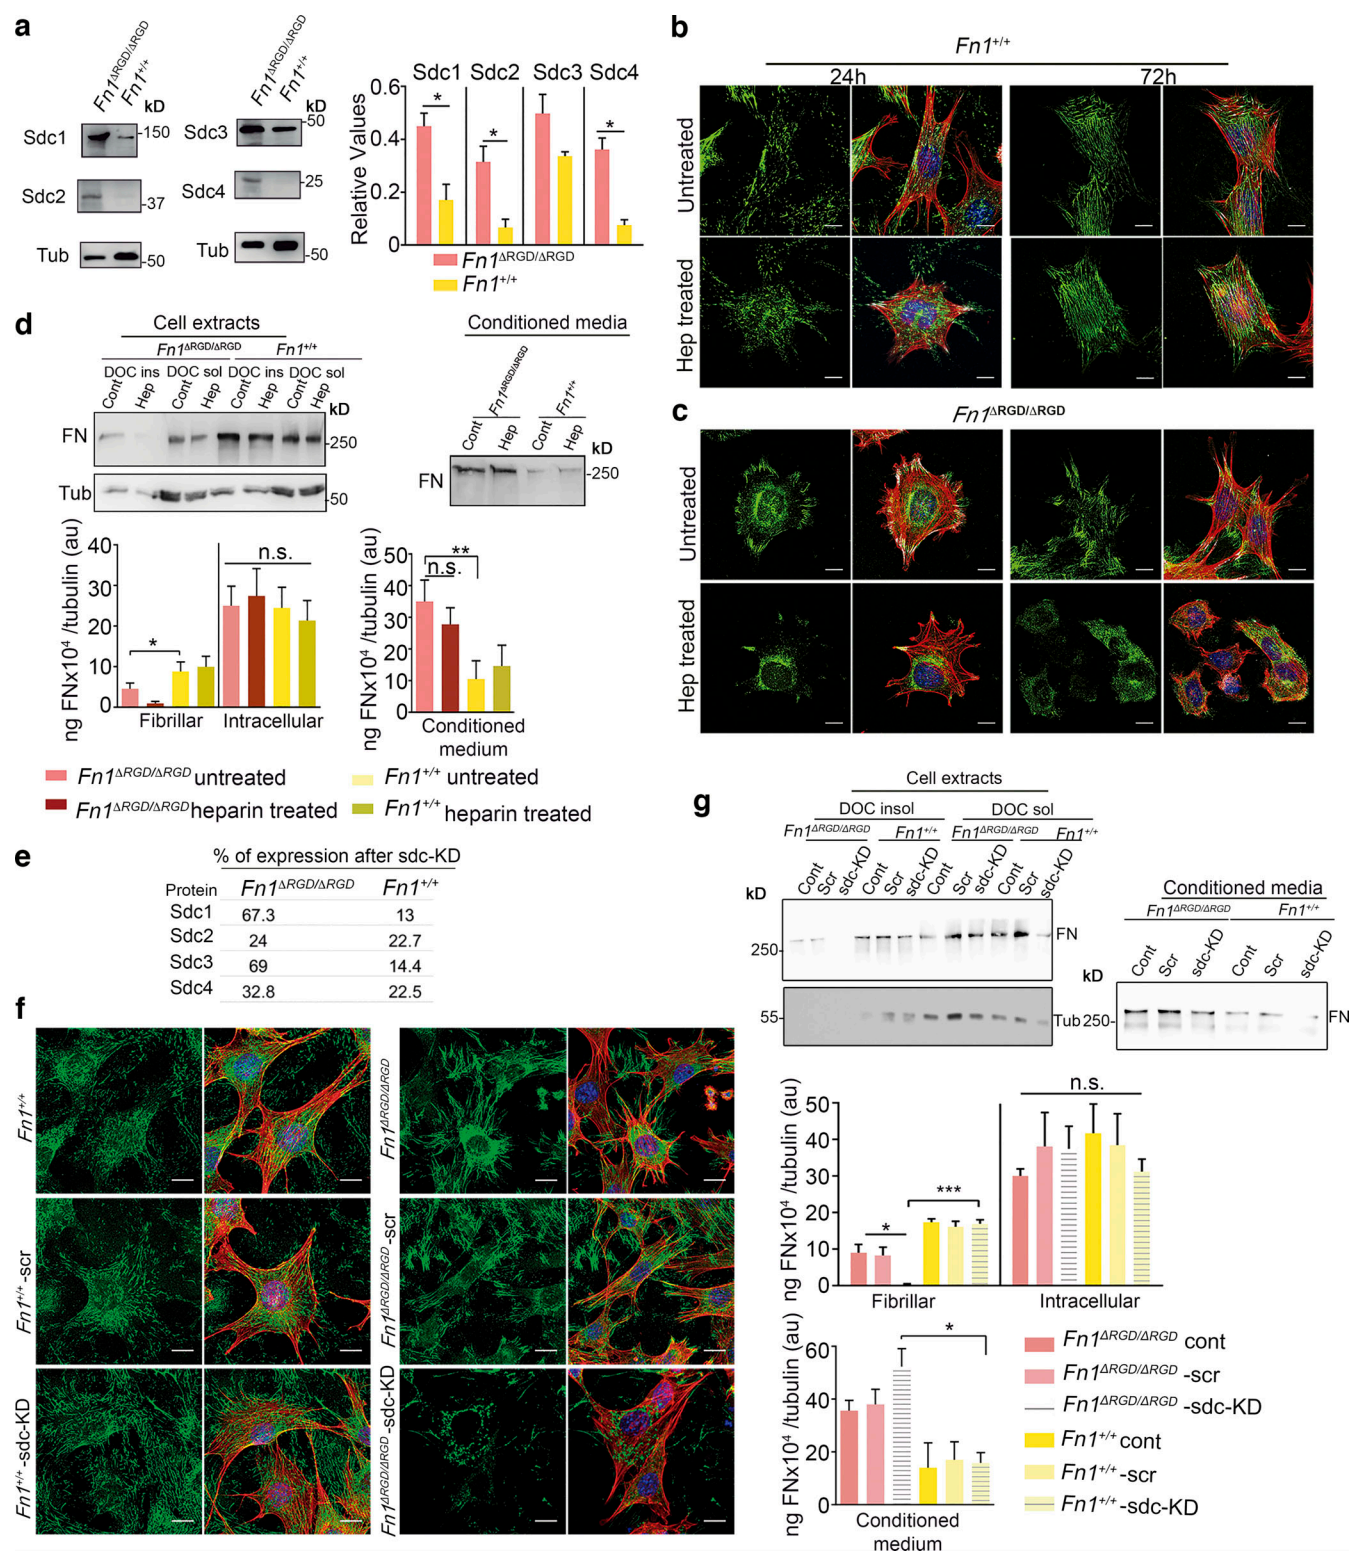 a
Fn1ΔRGD/ΔRGD
Fn1+/+
kD
Sdc1
-150
Sdc2
-37
Tub
-50
Fn1ΔRGD/ΔRGD
Fn1+/+
kD
Sdc3
50
Sdc4
-25
Tub
-50
Sdc1 Sdc2 Sdc3 Sdc4
Relative Values
0.6
0.4
0.2
0
* * *
Fn1ΔRGD/ΔRGD
Fn1+/+
b
Fn1+/+
24h 72h
Untreated
Hep treated
c
Fn1ΔRGD/ΔRGD
Untreated
Hep treated
d
Cell extracts
Fn1ΔRGD/ΔRGD Fn1+/+
DOC ins DOC sol DOC ins DOC sol
Cont Hep Cont Hep Cont Hep Cont Hep
kD
FN
-250
Tub
-50
Conditioned media
Fn1ΔRGD/ΔRGD Fn1+/+
Cont Hep Cont Hep
kD
FN
-250
ng FNx10⁴ /tubulin (au)
40
30
20
10
0
*
n.s.
Fibrillar Intracellular
ng FNx10⁴ /tubulin (au)
50
40
30
20
10
0
**
n.s.
Conditioned
medium
Fn1ΔRGD/ΔRGD untreated
Fn1+/+ untreated
Fn1ΔRGD/ΔRGD heparin treated
Fn1+/+ heparin treated
e
% of expression after sdc-KD
Protein Fn1ΔRGD/ΔRGD Fn1+/+
Sdc1 67.3 13
Sdc2 24 22.7
Sdc3 69 14.4
Sdc4 32.8 22.5
f
Fn1+/+
Fn1+/+-scr
Fn1+/+-sdc-KD
Fn1ΔRGD/ΔRGD
Fn1ΔRGD/ΔRGD-scr
Fn1ΔRGD/ΔRGD-sdc-KD
g
Cell extracts
DOC insol DOC sol
Fn1ΔRGD/ΔRGD Fn1+/+ Fn1ΔRGD/ΔRGD Fn1+/+
Cont Scr sdc-KD Cont Scr sdc-KD Cont Scr sdc-KD Cont Scr sdc-KD
kD
250
FN
55
Tub
Conditioned media
Fn1ΔRGD/ΔRGD Fn1+/+
Cont Scr sdc-KD Cont Scr sdc-KD
kD
250-
FN
ng FNx10⁴ /tubulin (au)
50
40
30
20
10
0
*
***
n.s.
Fibrillar Intracellular
ng FNx10⁴ /tubulin (au)
60
40
20
0
*
Conditioned
medium
Fn1ΔRGD/ΔRGD cont
Fn1ΔRGD/ΔRGD -scr
Fn1ΔRGD/ΔRGD -sdc-KD
Fn1+/+ cont
Fn1+/+ -scr
Fn1+/+ -sdc-KD